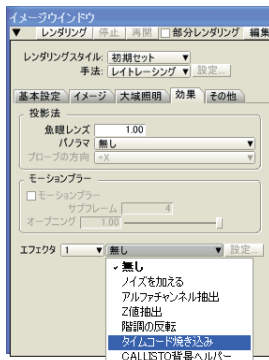 イメージウインドウ
▼ レンダリング 停止 再開 部分レンダリング 編集
レンダリングスタイル: 初期セット ▼
手法: レイトレーシング ▼ 設定...
基本設定 イメージ 大域照明 効果 その他
投影法
魚眼レンズ 1.00
パノラマ 無し ▼
プローブの方向 +X ▼
モーションブラー
モーションブラー
サブフレーム 4
オープニング 1.00
エフェクタ 1 ▼ 無し ▼ 設定...
✓無し
ノイズを加える
アルファチャンネル抽出
Z値抽出
階調の反転
タイムコード焼き込み
CALLISTO背景ヘルパー